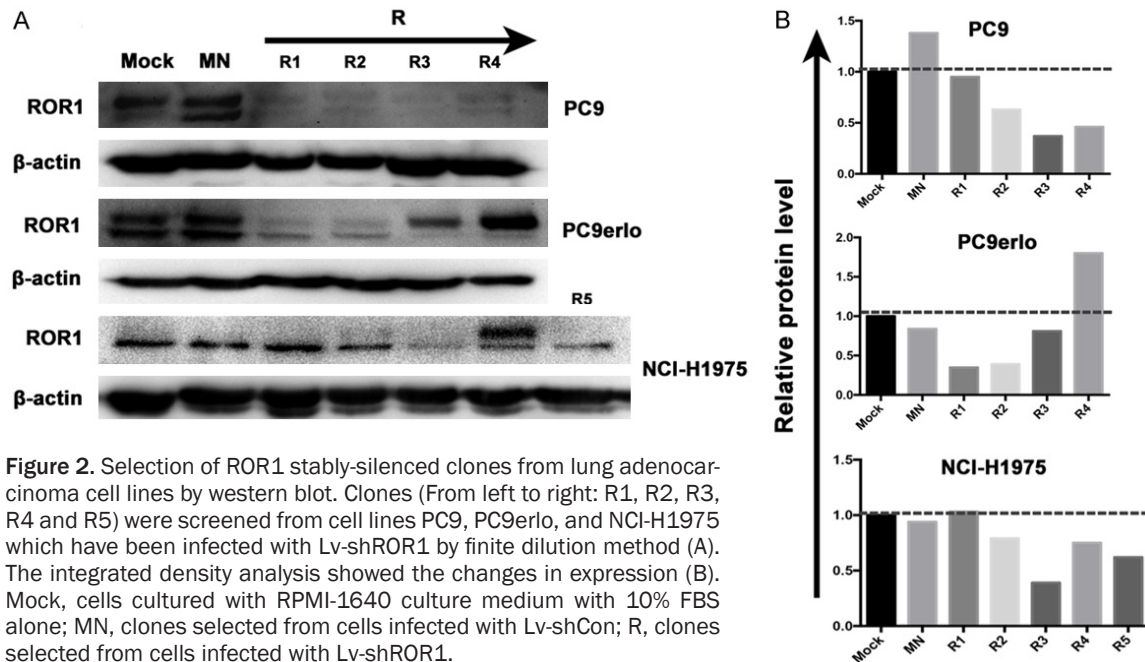 A
R
Mock MN R1 R2 R3 R4
ROR1 PC9
β-actin
ROR1 PC9erlo
β-actin
R5
ROR1
NCI-H1975
β-actin
Figure 2. Selection of ROR1 stably-silenced clones from lung adenocar-
cinoma cell lines by western blot. Clones (From left to right: R1, R2, R3,
R4 and R5) were screened from cell lines PC9, PC9erlo, and NCI-H1975
which have been infected with Lv-shROR1 by finite dilution method (A).
The integrated density analysis showed the changes in expression (B).
Mock, cells cultured with RPMI-1640 culture medium with 10% FBS
alone; MN, clones selected from cells infected with Lv-shCon; R, clones
selected from cells infected with Lv-shROR1.
B
Relative protein level
PC9
1.5
1.0
0.5
0.0
Mock MN R1 R2 R3 R4
PC9erlo
2.0
1.5
1.0
0.5
0.0
Mock MN R1 R2 R3 R4
NCI-H1975
1.5
1.0
0.5
0.0
Mock MN R1 R2 R3 R4 R5